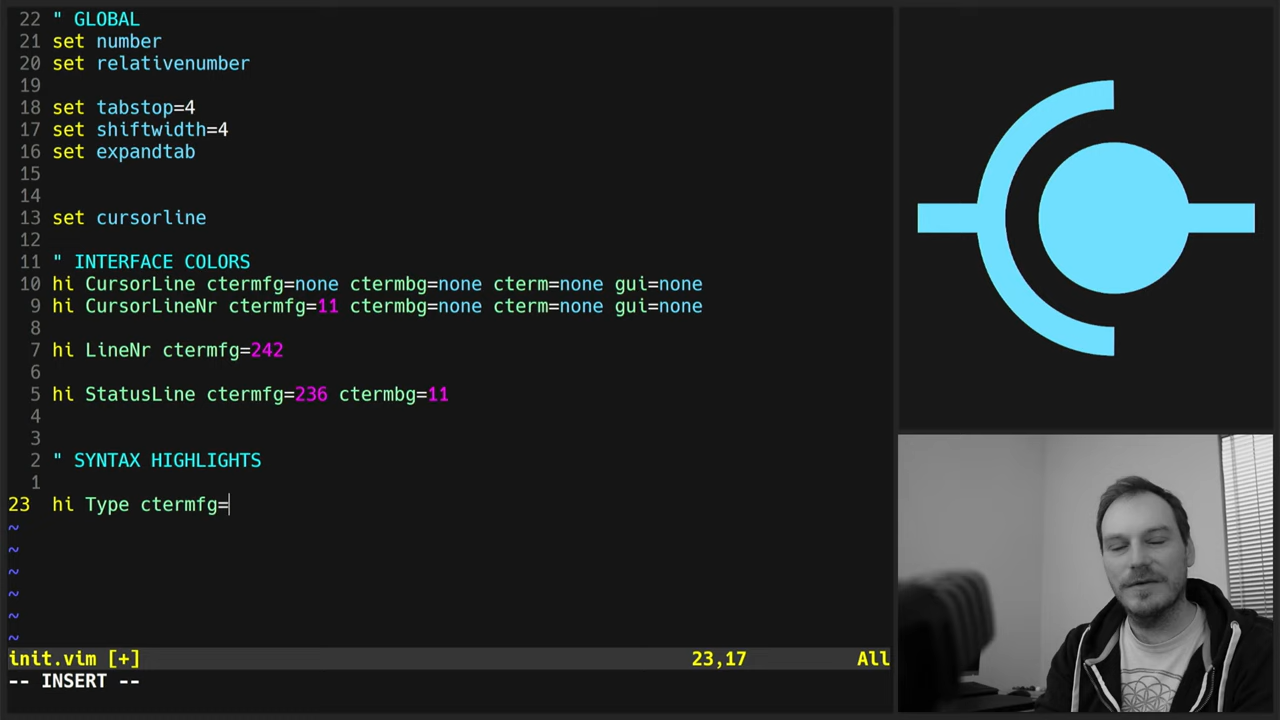 22 " GLOBAL
21 set number
20 set relativenumber
19
18 set tabstop=4
17 set shiftwidth=4
16 set expandtab
15
14
13 set cursorline
12
11 " INTERFACE COLORS
10 hi CursorLine ctermfg=none ctermbg=none cterm=none gui=none
9 hi CursorLineNr ctermfg=11 ctermbg=none cterm=none gui=none
8
7 hi LineNr ctermfg=242
6
5 hi StatusLine ctermfg=236 ctermbg=11
4
3
2 " SYNTAX HIGHLIGHTS
1
23 hi Type ctermfg=
~
~
~
~
~
~
init.vim [+] 23,17 All
-- INSERT --